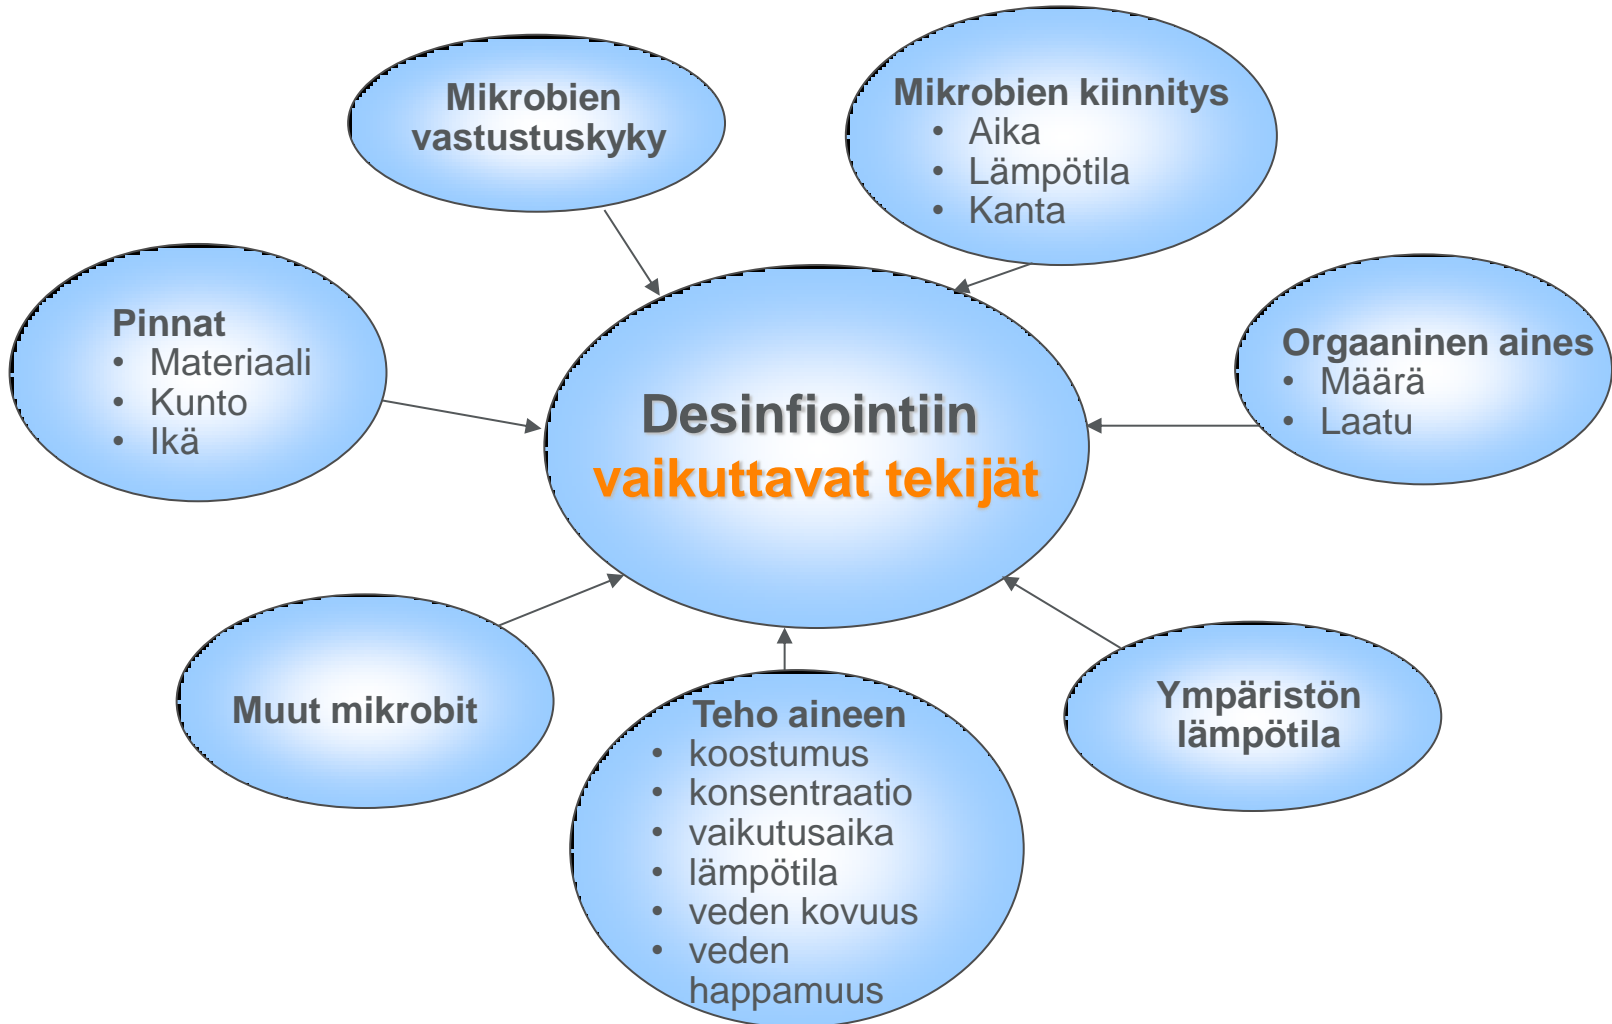 Mikrobien
vastustuskyky
Mikrobien kiinnitys
• Aika
• Lämpötila
• Kanta
Pinnat
• Materiaali
• Kunto
• Ikä
Orgaaninen aines
• Määrä
• Laatu
Desinfiointiin
vaikuttavat tekijät
Muut mikrobit
Teho aineen
• koostumus
• konsentraatio
• vaikutusaika
• lämpötila
• veden kovuus
• veden
happamuus
Ympäristön
lämpötila